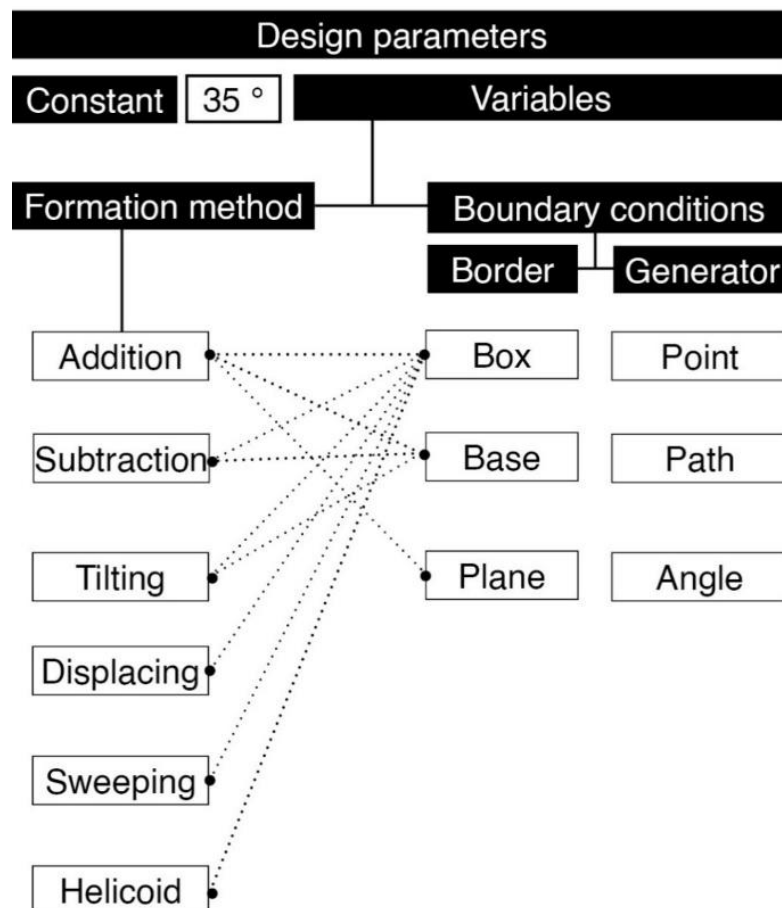 Design parameters
Constant 35 ° Variables
Formation method Boundary conditions
Border Generator
Addition Box Point
Subtraction Base Path
Tilting Plane Angle
Displacing
Sweeping
Helicoid